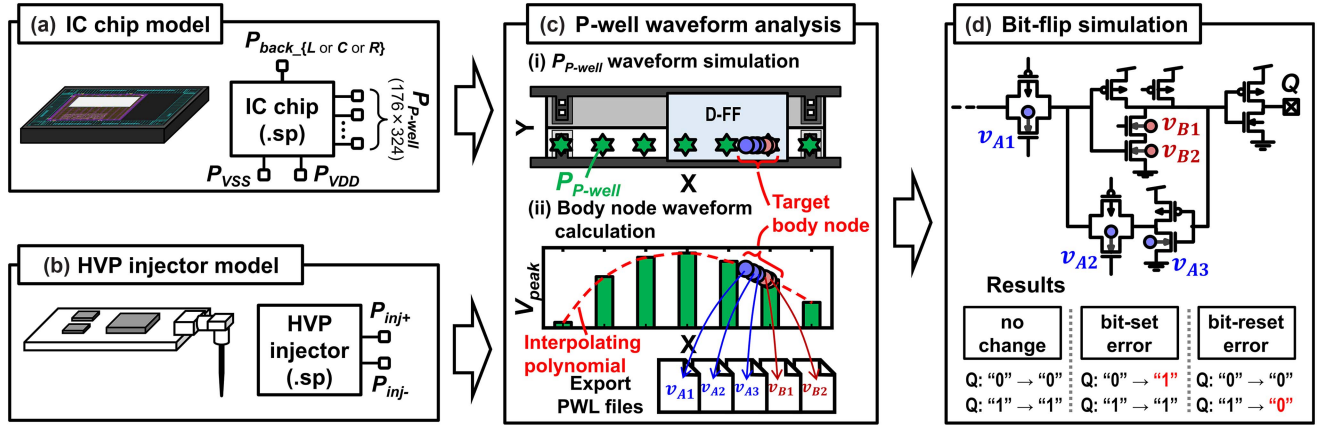 (a) IC chip model
P_back_{L or C or R}
IC chip
(.sp)
P_P-well
(176 × 324)
P_VSS
P_VDD
(b) HVP injector model
HVP
injector
(.sp)
P_inj+
P_inj-
(c) P-well waveform analysis
(i) P_P-well waveform simulation
Y
D-FF
X
P_P-well
Target
body node
(ii) Body node waveform
calculation
V_peak
X
Interpolating
polynomial
Export
PWL files
v_A1 v_A2 v_A3 v_B1 v_B2
(d) Bit-flip simulation
Q
v_A1
v_B1
v_B2
v_A2
v_A3
Results
no
change
bit-set
error
bit-reset
error
Q: “0” → “0” Q: “0” → “1” Q: “0” → “0”
Q: “1” → “1” Q: “1” → “1” Q: “1” → “0”